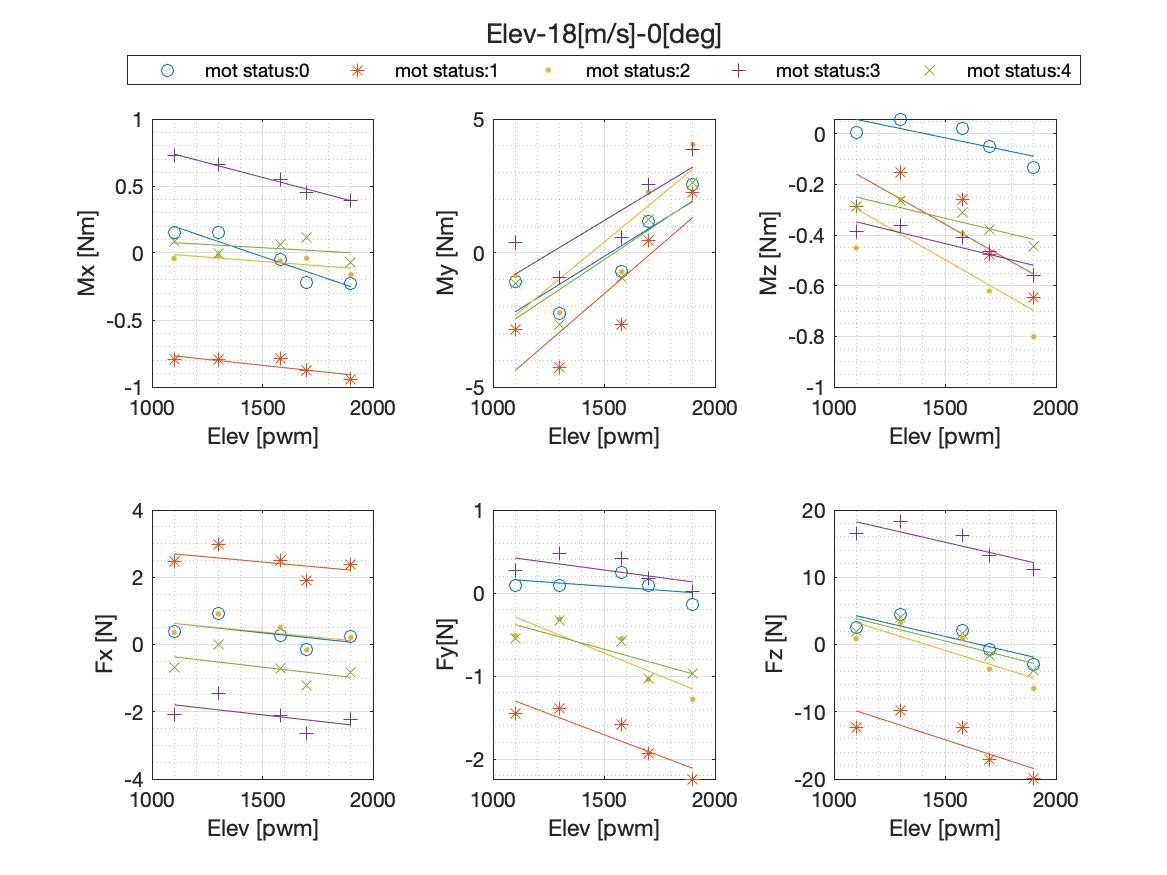 Elev-18[m/s]-0[deg]
mot status:0 mot status:1 mot status:2 mot status:3 mot status:4
1
0.5
0
-0.5
-1
Mx [Nm]
1000 1500 2000
Elev [pwm]
5
0
-5
My [Nm]
1000 1500 2000
Elev [pwm]
0
-0.2
-0.4
-0.6
-0.8
-1
Mz [Nm]
1000 1500 2000
Elev [pwm]
4
2
0
-2
-4
Fx [N]
1000 1500 2000
Elev [pwm]
1
0
-1
-2
Fy[N]
1000 1500 2000
Elev [pwm]
20
10
0
-10
-20
Fz [N]
1000 1500 2000
Elev [pwm]